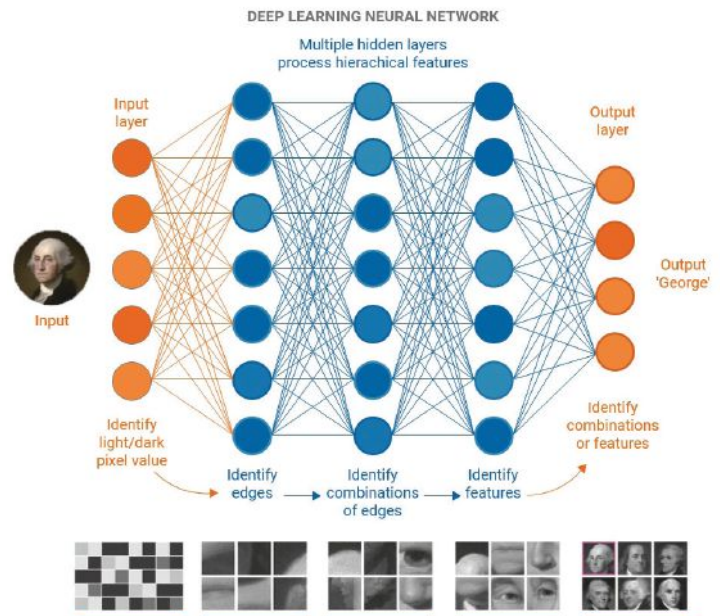 DEEP LEARNING NEURAL NETWORK
Multiple hidden layers
process hierachical features
Input
layer
Output
layer
Input
Output
'George'
Identify
light/dark
pixel value
Identify
edges
Identify
combinations
of edges
Identify
features
Identify
combinations
or features